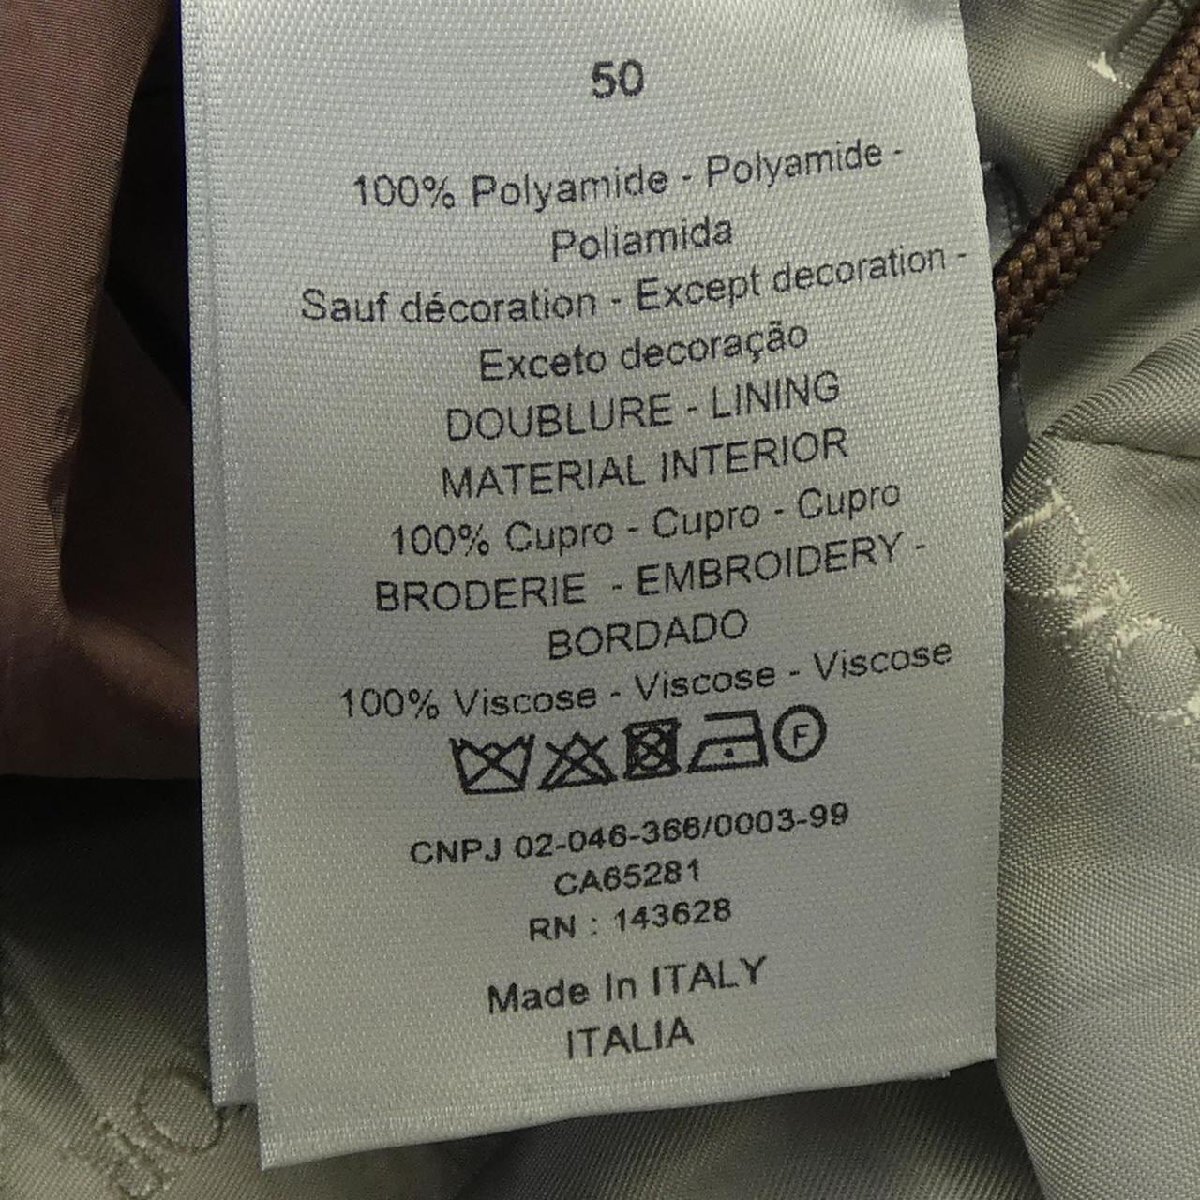 50
100% Polyamide - Polyamide -
Poliamida
Sauf décoration - Except decoration -
Exceto decoração
DOUBLURE - LINING
MATERIAL INTERIOR
100% Cupro - Cupro - Cupro
BRODERIE - EMBROIDERY -
BORDADO
100% Viscose - Viscose - Viscose
F
CNPJ 02-046-366/0003-99
CA65281
RN : 143628
Made In ITALY
ITALIA